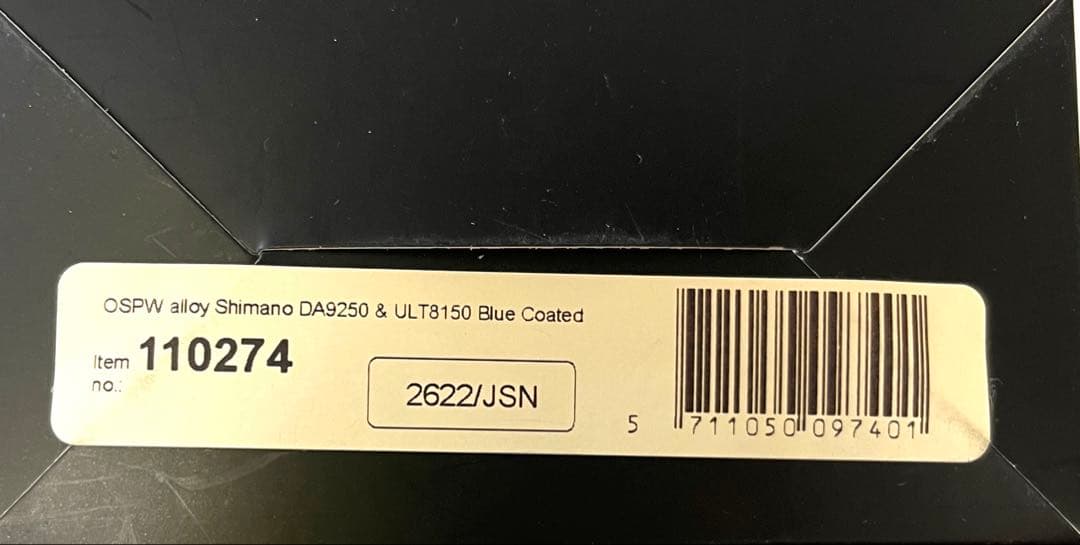 OSPW alloy Shimano DA9250 & ULT8150 Blue Coated
Item no.: 110274
2622/JSN
5 711050 097401